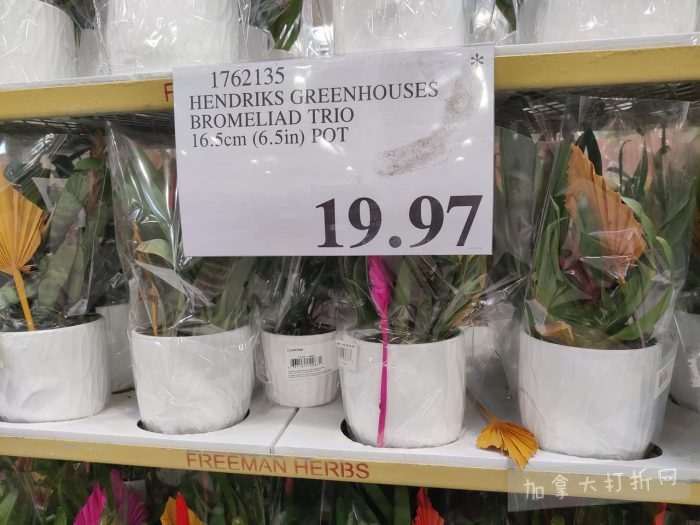 1762135
*
HENDRIKS GREENHOUSES
BROMELIAD TRIO
16.5cm (6.5in) POT
19.97
FREEMAN HERBS
加拿大打折网